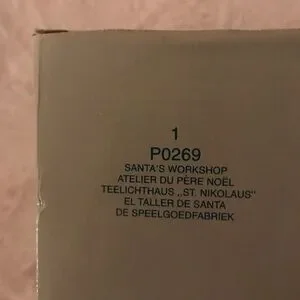 1
P0269
SANTA'S WORKSHOP
ATELIER DU PÈRE NOËL
TEELICHTHAUS „ST. NIKOLAUS"
EL TALLER DE SANTA
DE SPEELGOEDFABRIEK